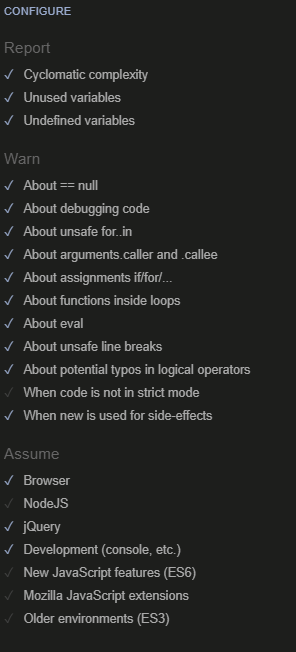 CONFIGURE
Report
Cyclomatic complexity
Unused variables
Undefined variables
Warn
About == null
About debugging code
About unsafe for..in
About arguments.caller and .callee
About assignments if/for/...
About functions inside loops
About eval
About unsafe line breaks
About potential typos in logical operators
When code is not in strict mode
When new is used for side-effects
Assume
Browser
NodeJS
jQuery
Development (console, etc.)
New JavaScript features (ES6)
Mozilla JavaScript extensions
Older environments (ES3)